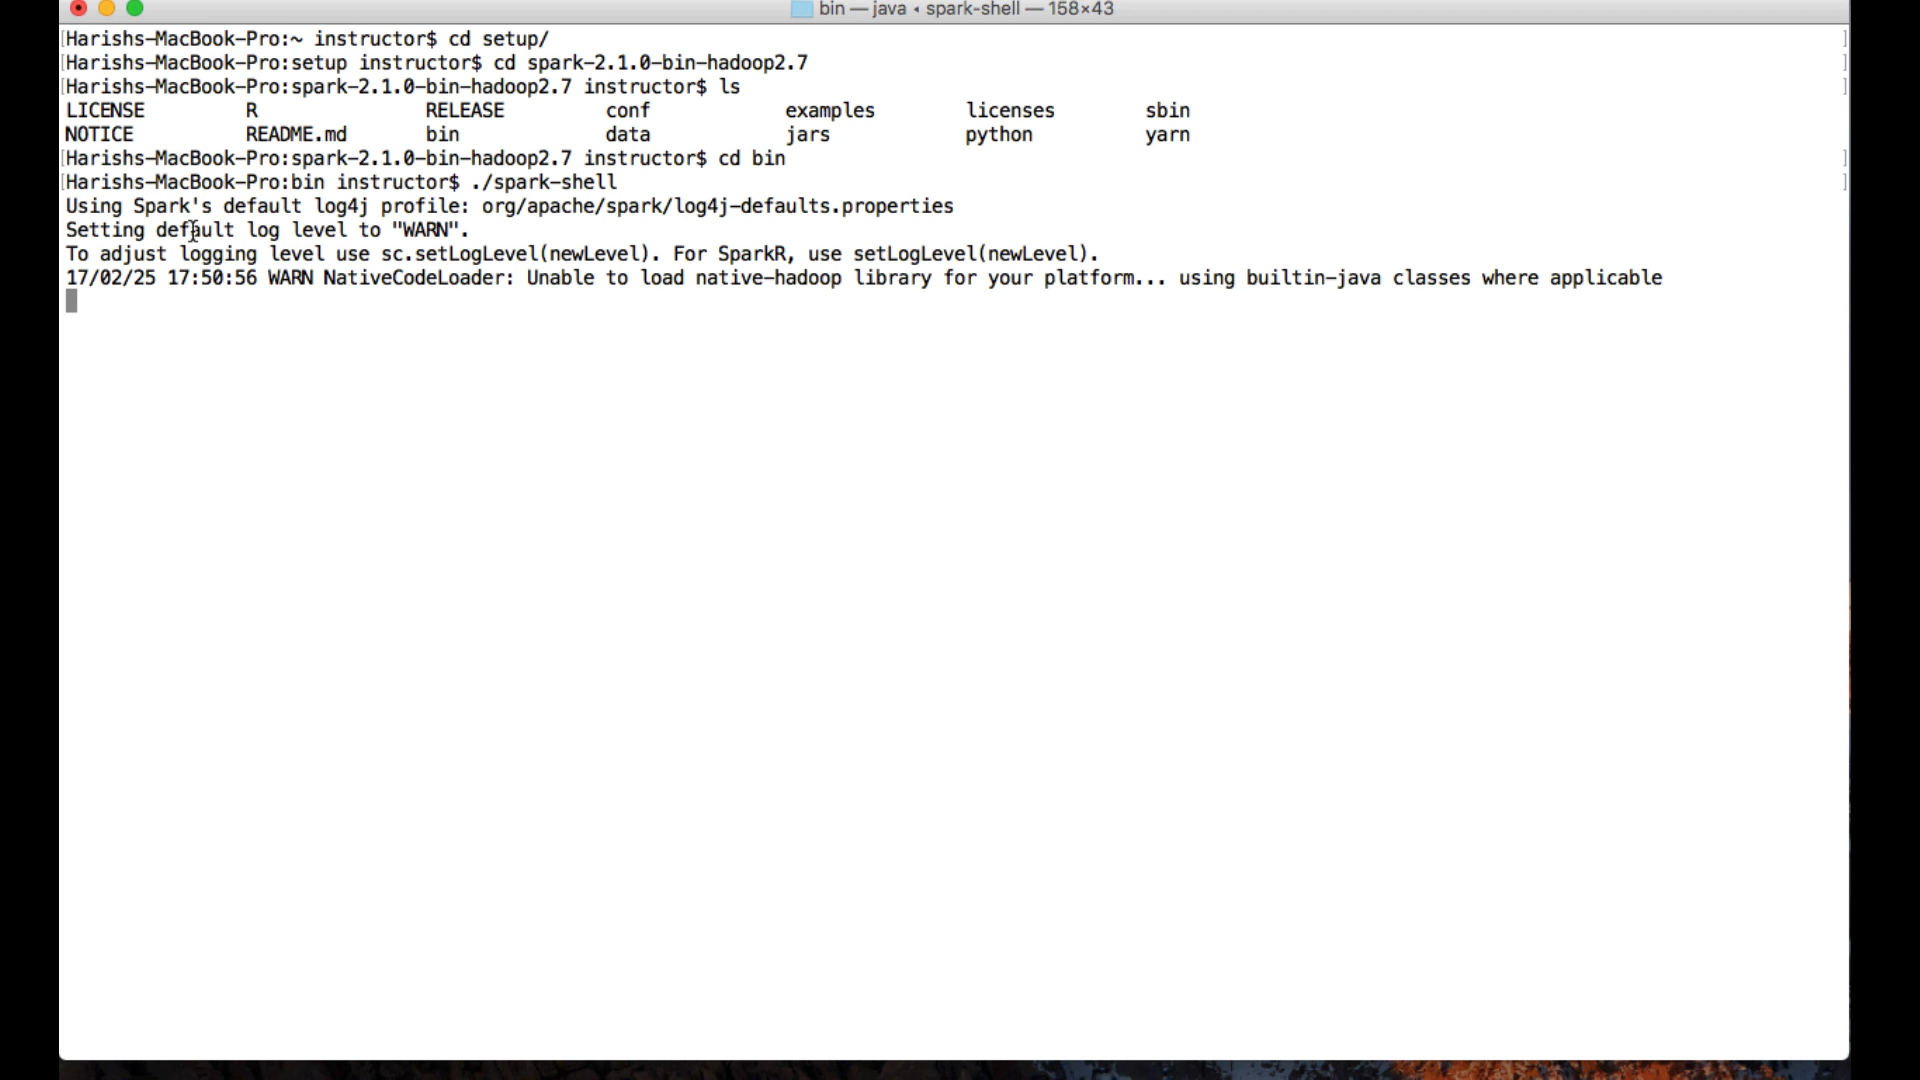 bin — java ◂ spark-shell — 158×43
[Harishs-MacBook-Pro:~ instructor$ cd setup/ ]
[Harishs-MacBook-Pro:setup instructor$ cd spark-2.1.0-bin-hadoop2.7 ]
[Harishs-MacBook-Pro:spark-2.1.0-bin-hadoop2.7 instructor$ ls ]
LICENSE R RELEASE conf examples licenses sbin
NOTICE README.md bin data jars python yarn
[Harishs-MacBook-Pro:spark-2.1.0-bin-hadoop2.7 instructor$ cd bin ]
[Harishs-MacBook-Pro:bin instructor$ ./spark-shell ]
Using Spark's default log4j profile: org/apache/spark/log4j-defaults.properties
Setting default log level to "WARN".
To adjust logging level use sc.setLogLevel(newLevel). For SparkR, use setLogLevel(newLevel).
17/02/25 17:50:56 WARN NativeCodeLoader: Unable to load native-hadoop library for your platform... using builtin-java classes where applicable